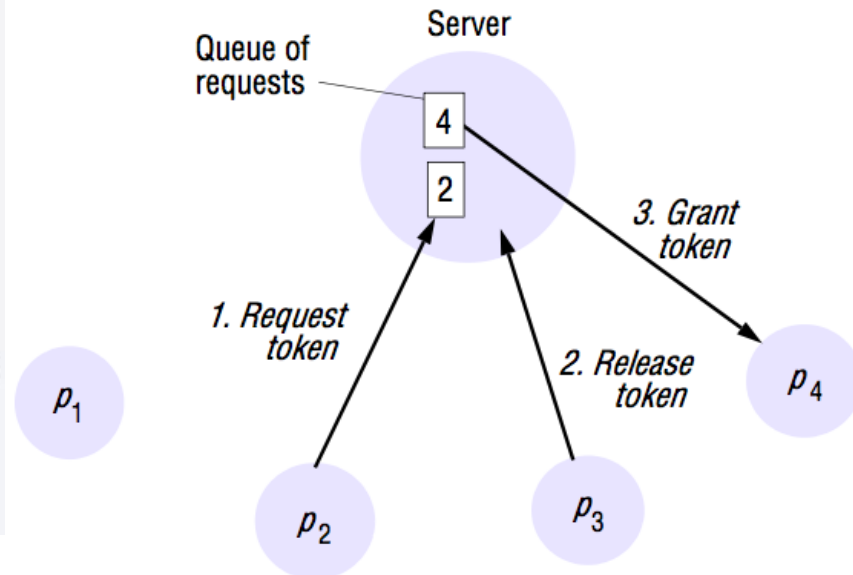 Server
Queue of
requests
4
2
3. Grant
token
1. Request
token
2. Release
token
p1
p4
p2
p3